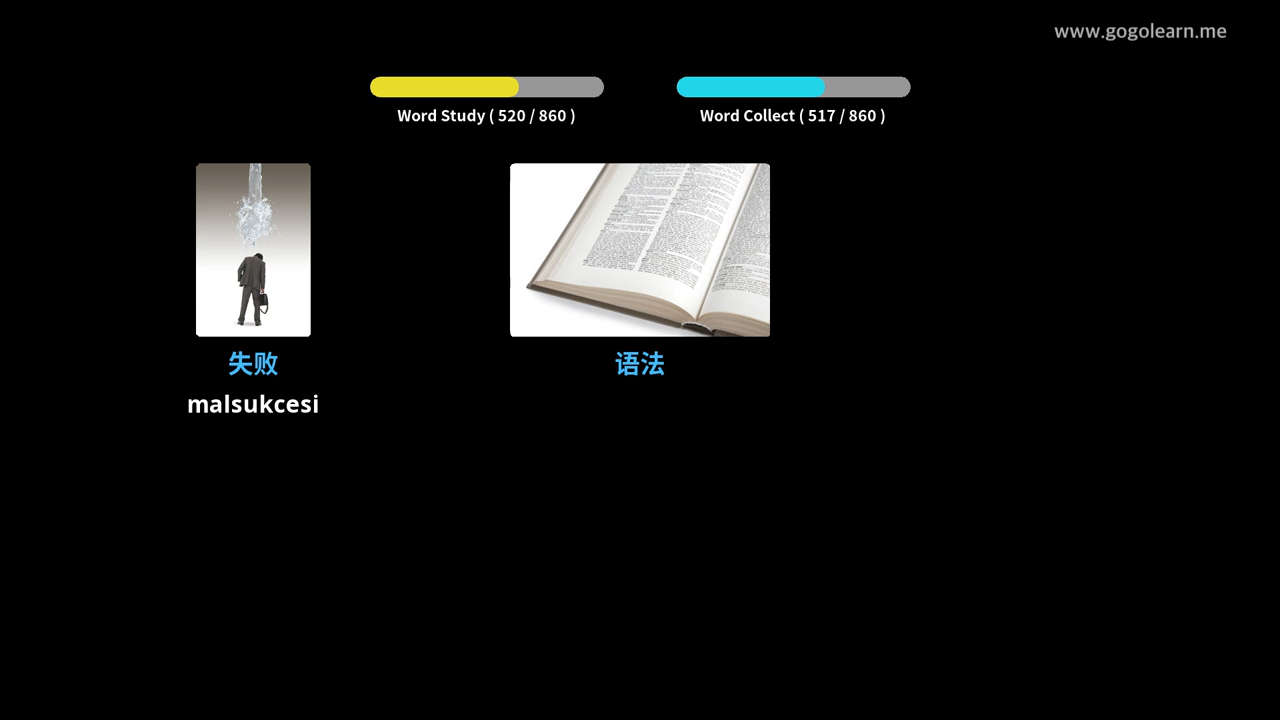 www.gogolearn.me
Word Study ( 520 / 860 )
Word Collect ( 517 / 860 )
失败
语法
malsukcesi